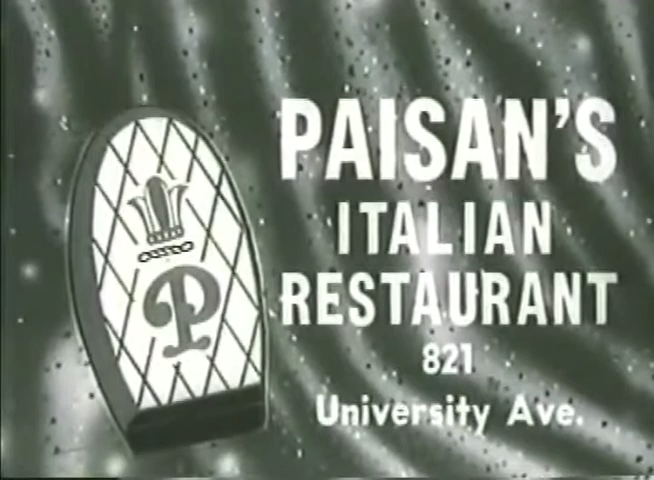 PAISAN'S
ITALIAN
RESTAURANT
821
University Ave.
P